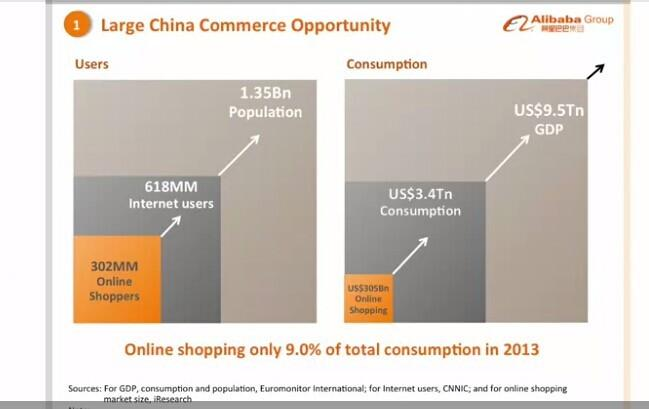 1 Large China Commerce Opportunity
Alibaba Group
阿里巴巴集团
Users
Consumption
1.35Bn
Population
618MM
Internet users
302MM
Online
Shoppers
US$9.5Tn
GDP
US$3.4Tn
Consumption
US$305Bn
Online
Shopping
Online shopping only 9.0% of total consumption in 2013
Sources: For GDP, consumption and population, Euromonitor International; for Internet users, CNNIC; and for online shopping
market size, iResearch